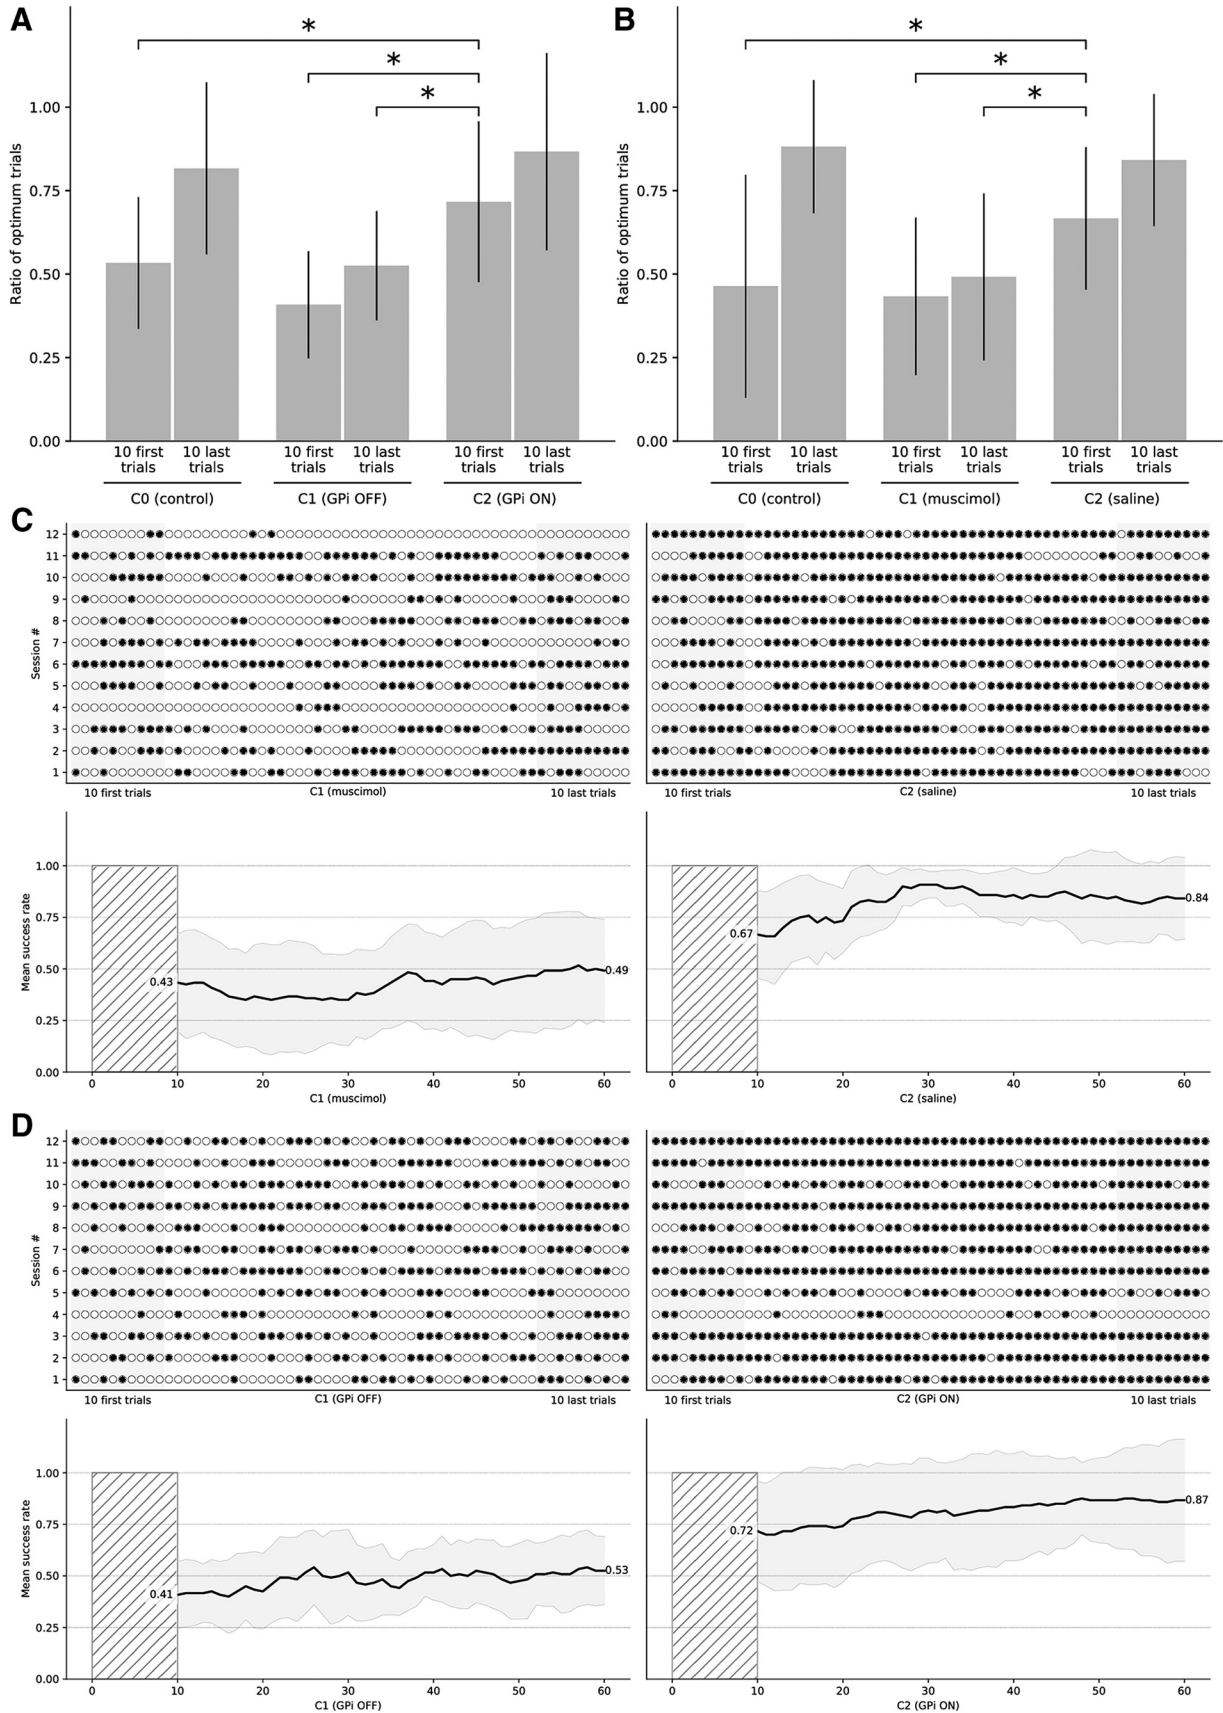 A
*
*
*
Ratio of optimum trials
1.00
0.75
0.50
0.25
0.00
10 first trials
10 last trials
10 first trials
10 last trials
10 first trials
10 last trials
C0 (control)
C1 (GPi OFF)
C2 (GPi ON)
B
*
*
*
Ratio of optimum trials
1.00
0.75
0.50
0.25
0.00
10 first trials
10 last trials
10 first trials
10 last trials
10 first trials
10 last trials
C0 (control)
C1 (muscimol)
C2 (saline)
C
Session #
12
11
10
9
8
7
6
5
4
3
2
1
10 first trials
C1 (muscimol)
10 last trials
10 first trials
C2 (saline)
10 last trials
Mean success rate
1.00
0.75
0.50
0.25
0.00
0.43
0.49
0 10 20 30 40 50 60
C1 (muscimol)
0.67
0.84
0 10 20 30 40 50 60
C2 (saline)
D
Session #
12
11
10
9
8
7
6
5
4
3
2
1
10 first trials
C1 (GPi OFF)
10 last trials
10 first trials
C2 (GPi ON)
10 last trials
Mean success rate
1.00
0.75
0.50
0.25
0.00
0.41
0.53
0 10 20 30 40 50 60
C1 (GPi OFF)
0.72
0.87
0 10 20 30 40 50 60
C2 (GPi ON)